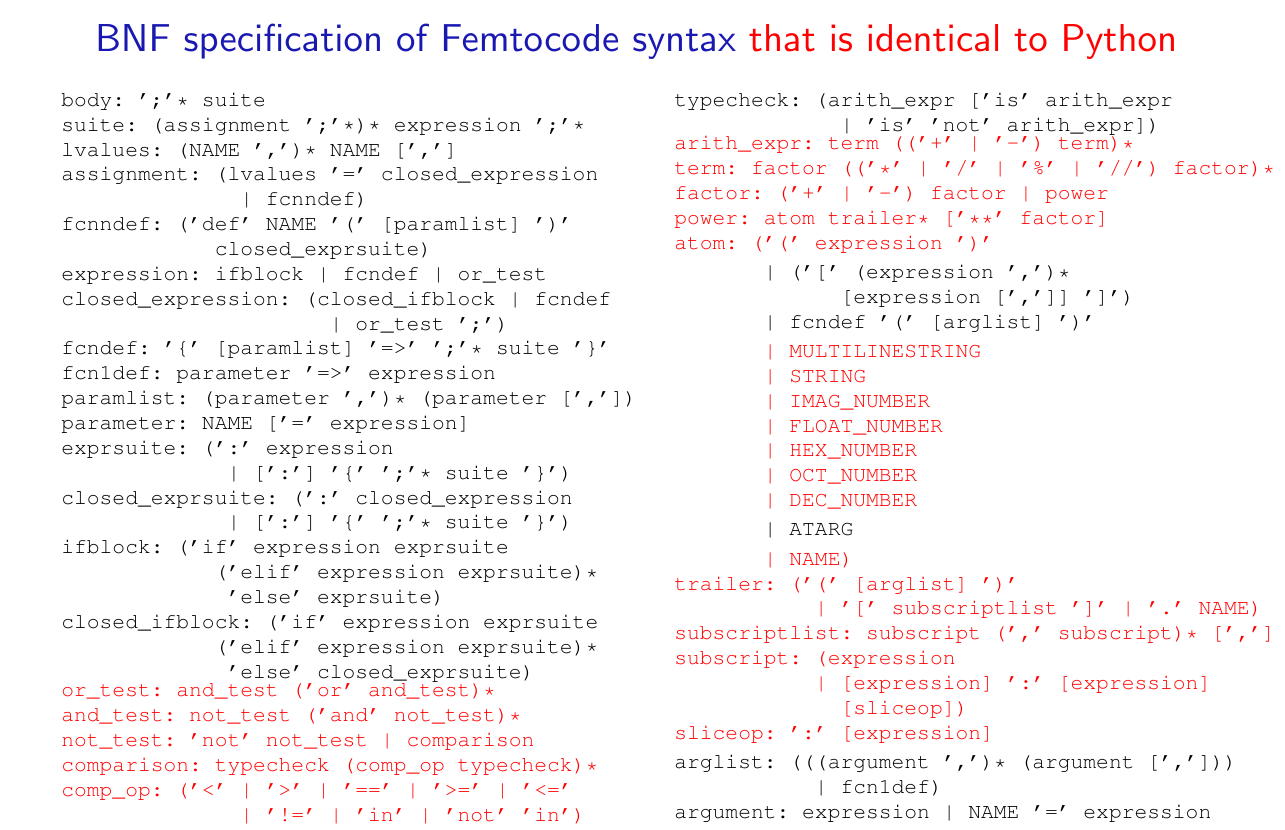 BNF specification of Femtocode syntax that is identical to Python
body: ';'* suite
suite: (assignment ';'*)* expression ';'*
lvalues: (NAME ',')* NAME [',']
assignment: (lvalues '=' closed_expression
| fcnndef)
fcnndef: ('def' NAME '(' [paramlist] ')'
closed_exprsuite)
expression: ifblock | fcndef | or_test
closed_expression: (closed_ifblock | fcndef
| or_test ';')
fcndef: '{' [paramlist] '=>' ';'* suite '}'
fcn1def: parameter '=>' expression
paramlist: (parameter ',')* (parameter [','])
parameter: NAME ['=' expression]
exprsuite: (':' expression
| [':'] '{' ';'* suite '}')
closed_exprsuite: (':' closed_expression
| [':'] '{' ';'* suite '}')
ifblock: ('if' expression exprsuite
('elif' expression exprsuite)*
'else' exprsuite)
closed_ifblock: ('if' expression exprsuite
('elif' expression exprsuite)*
'else' closed_exprsuite)
or_test: and_test ('or' and_test)*
and_test: not_test ('and' not_test)*
not_test: 'not' not_test | comparison
comparison: typecheck (comp_op typecheck)*
comp_op: ('<' | '>' | '==' | '>=' | '<='
| '!=' | 'in' | 'not' 'in')
typecheck: (arith_expr ['is' arith_expr
| 'is' 'not' arith_expr])
arith_expr: term (('+' | '-') term)*
term: factor (('*' | '/' | '%' | '//') factor)*
factor: ('+' | '-') factor | power
power: atom trailer* ['**' factor]
atom: ('(' expression ')'
| ('[' (expression ',')*
[expression [',']] ']')
| fcndef '(' [arglist] ')'
| MULTILINESTRING
| STRING
| IMAG_NUMBER
| FLOAT_NUMBER
| HEX_NUMBER
| OCT_NUMBER
| DEC_NUMBER
| ATARG
| NAME)
trailer: ('(' [arglist] ')'
| '[' subscriptlist ']' | '.' NAME)
subscriptlist: subscript (',' subscript)* [',']
subscript: (expression
| [expression] ':' [expression]
[sliceop])
sliceop: ':' [expression]
arglist: (((argument ',')* (argument [',']))
| fcn1def)
argument: expression | NAME '=' expression